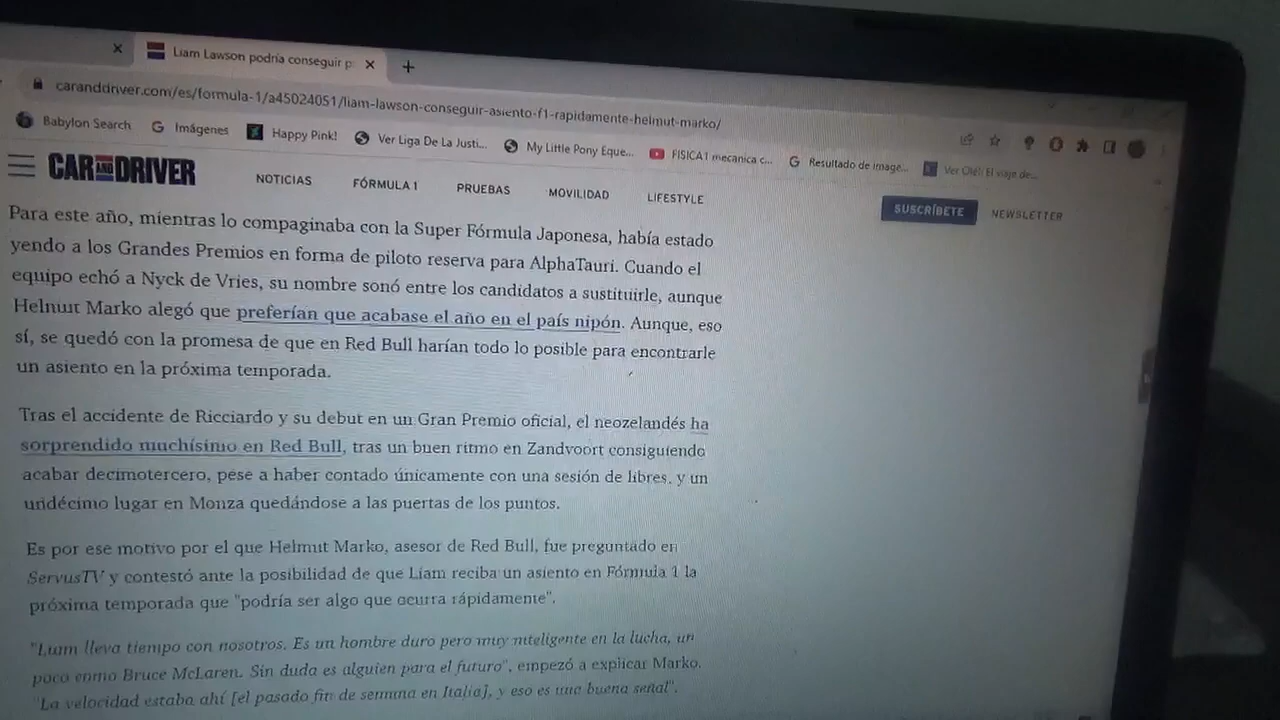 Liam Lawson podría conseguir p
caranddriver.com/es/formula-1/a45024051/liam-lawson-conseguir-asiento-f1-rapidamente-helmut-marko/
Babylon Search Imágenes Happy Pink! Ver Liga De La Justi... My Little Pony Eque... FISICA1 mecanica c... Resultado de image... Ver Olé! El viaje de...
CAR AND DRIVER NOTICIAS FÓRMULA 1 PRUEBAS MOVILIDAD LIFESTYLE SUSCRÍBETE NEWSLETTER
Para este año, mientras lo compaginaba con la Super Fórmula Japonesa, había estado
yendo a los Grandes Premios en forma de piloto reserva para AlphaTauri. Cuando el
equipo echó a Nyck de Vries, su nombre sonó entre los candidatos a sustituirle, aunque
Helmut Marko alegó que preferían que acabase el año en el país nipón. Aunque, eso
sí, se quedó con la promesa de que en Red Bull harían todo lo posible para encontrarle
un asiento en la próxima temporada.
Tras el accidente de Ricciardo y su debut en un Gran Premio oficial, el neozelandés ha
sorprendido muchísimo en Red Bull, tras un buen ritmo en Zandvoort consiguiendo
acabar decimotercero, pese a haber contado únicamente con una sesión de libres, y un
undécimo lugar en Monza quedándose a las puertas de los puntos.
Es por ese motivo por el que Helmut Marko, asesor de Red Bull, fue preguntado en
ServusTV y contestó ante la posibilidad de que Liam reciba un asiento en Fórmula 1 la
próxima temporada que "podría ser algo que ocurra rápidamente".
"Liam lleva tiempo con nosotros. Es un hombre duro pero muy inteligente en la lucha, un
poco como Bruce McLaren. Sin duda es alguien para el futuro", empezó a explicar Marko.
"La velocidad estaba ahí [el pasado fin de semana en Italia], y eso es una buena señal".